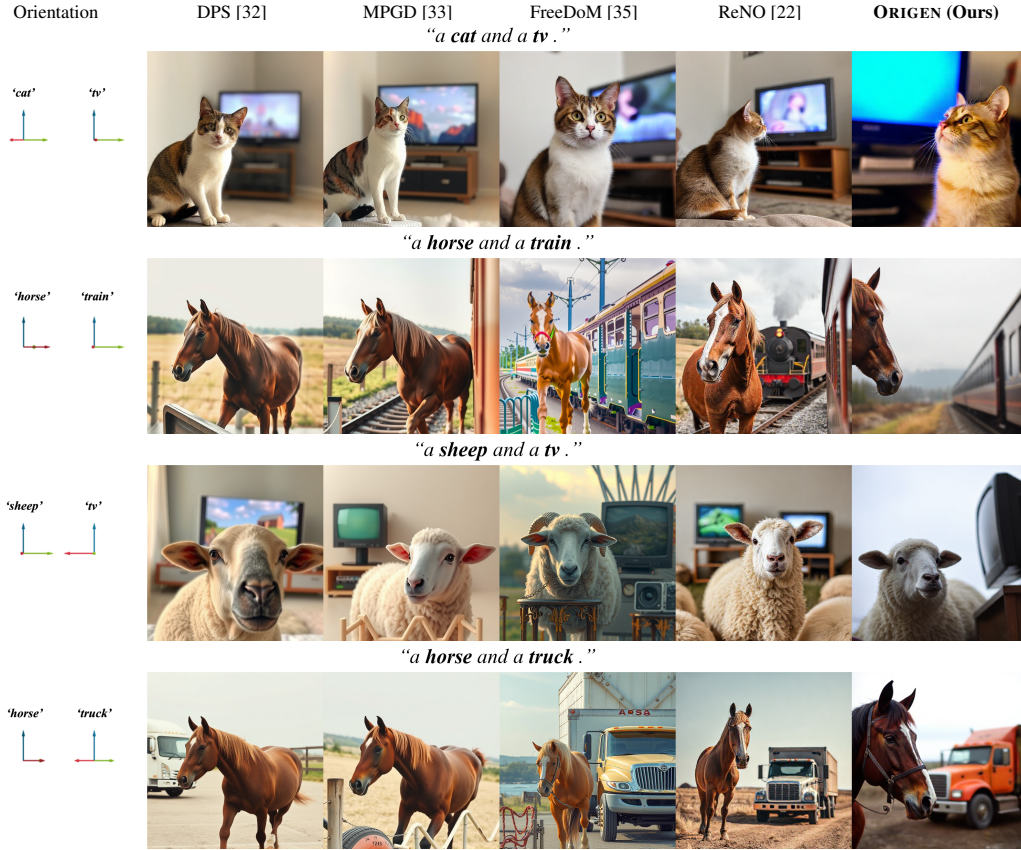 Orientation DPS [32] MPGD [33] FreeDoM [35] ReNO [22] ORIGEN (Ours)
“a cat and a tv .”
‘cat’ ‘tv’
“a horse and a train .”
‘horse’ ‘train’
“a sheep and a tv .”
‘sheep’ ‘tv’
“a horse and a truck .”
‘horse’ ‘truck’